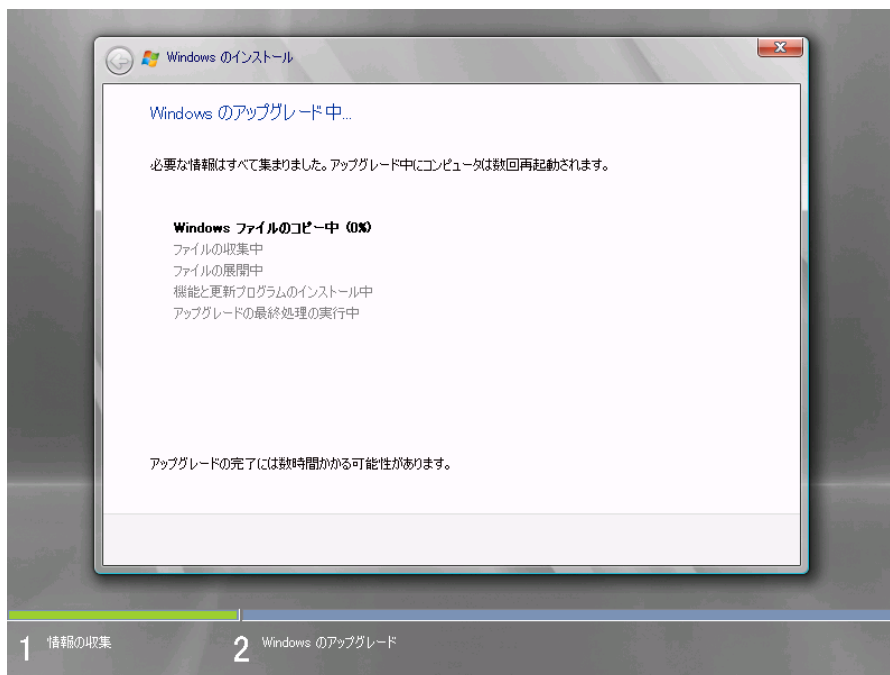 Windows のインストール
Windows のアップグレード中...
必要な情報はすべて集まりました。アップグレード中にコンピュータは数回再起動されます。
Windows ファイルのコピー中 (0%)
ファイルの収集中
ファイルの展開中
機能と更新プログラムのインストール中
アップグレードの最終処理の実行中
アップグレードの完了には数時間かかる可能性があります。
1 情報の収集
2 Windows のアップグレード